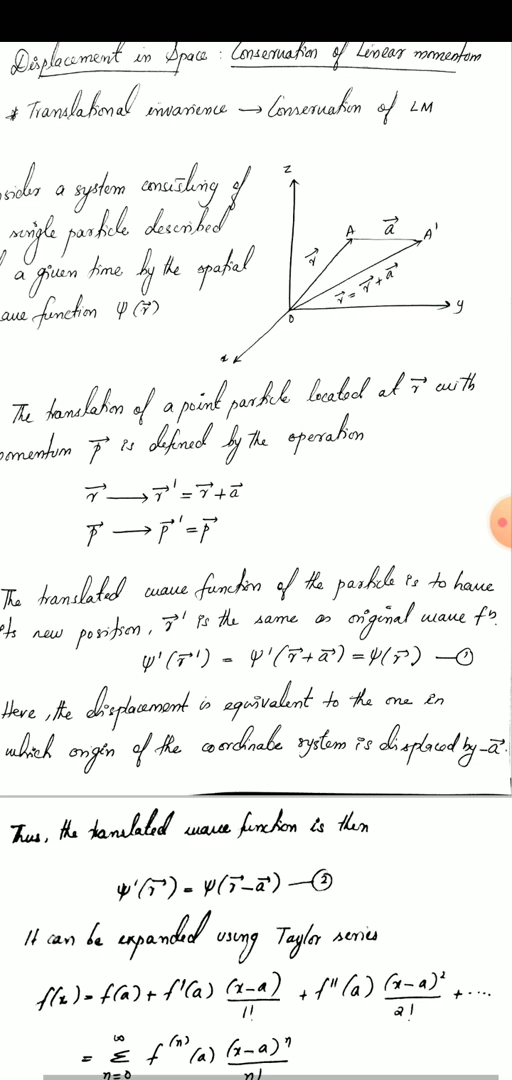 Displacement in Space : Conservation of Linear momentum
* Translational invarience → Conservation of LM
nsider a system consisting of
single particle described
a given time by the spatial
ave function ψ(r⃗)
z
A
a⃗
A'
r⃗
r⃗ = r⃗ + a⃗
O
y
x
The translation of a point particle located at r⃗ with
omentum p⃗ is defined by the operation
r⃗ → r⃗' = r⃗ + a⃗
p⃗ → p⃗' = p⃗
The translated wave function of the particle is to have
its new position, r⃗' is the same as original wave fⁿ.
ψ'(r⃗') = ψ'(r⃗+a⃗) = ψ(r⃗) — ①
Here, the displacement is equivalent to the one in
which origin of the coordinate system is displaced by -a⃗.
Thus, the translated wave function is then
ψ'(r⃗) = ψ(r⃗-a⃗) — ②
It can be expanded using Taylor series
f(x) = f(a) + f'(a) (x-a)/1! + f''(a) (x-a)²/2! + ....
= ∑_{n=0}^{∞} f^{(n)}(a) (x-a)^n/n!